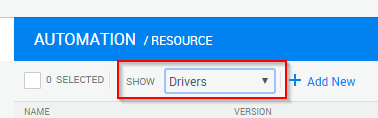 AUTOMATION / RESOURCE
0 SELECTED SHOW Drivers + Add New
NAME VERSION